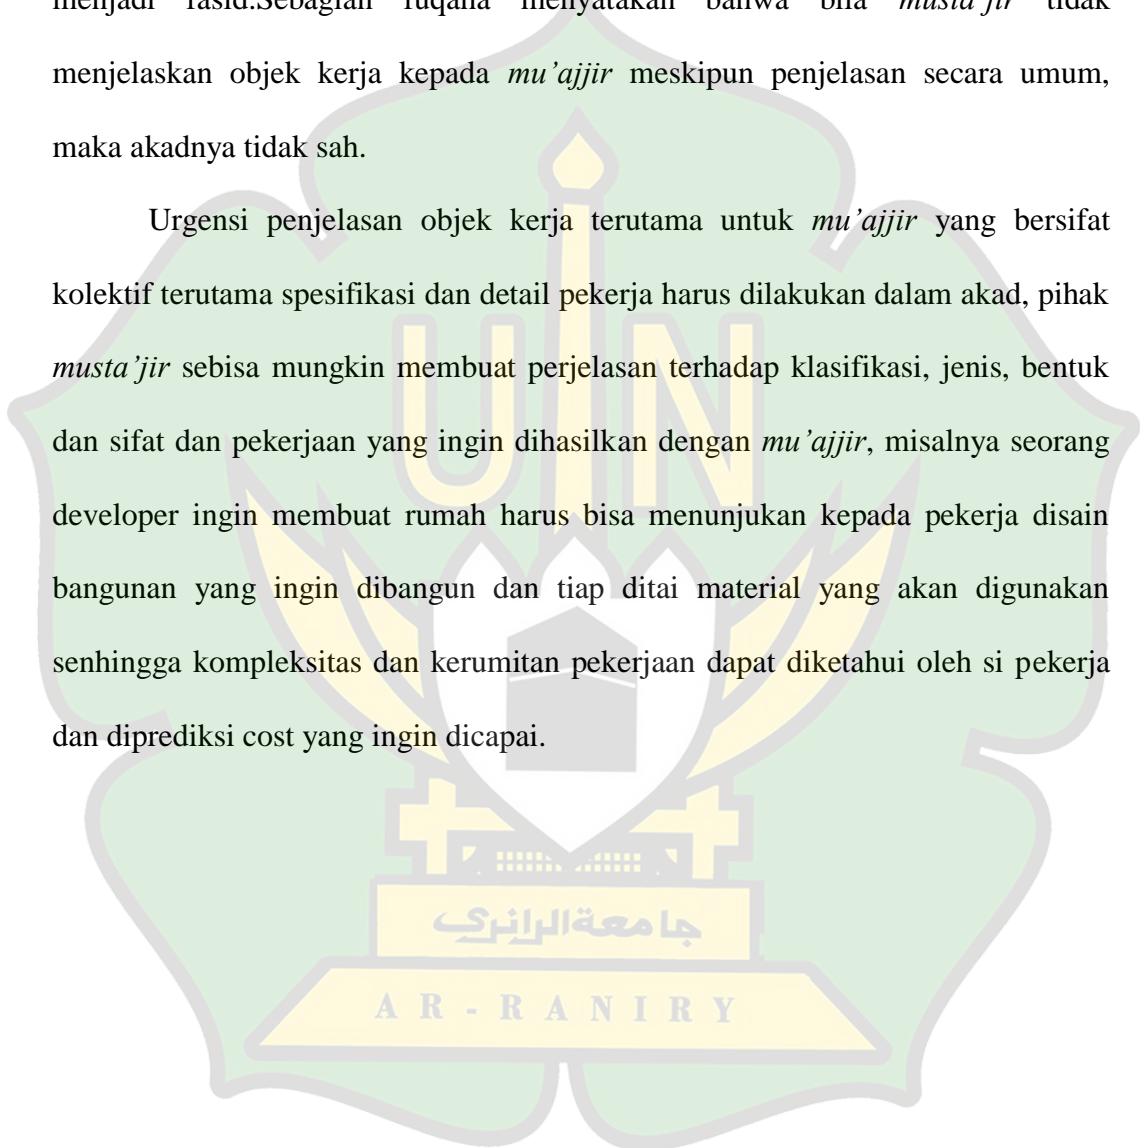 menjadi fasid.Sebagian fuqaha menyatakan bahwa bila musta'jir tidak
menjelaskan objek kerja kepada mu'ajjir meskipun penjelasan secara umum,
maka akadnya tidak sah.
Urgensi penjelasan objek kerja terutama untuk mu'ajjir yang bersifat
kolektif terutama spesifikasi dan detail pekerja harus dilakukan dalam akad, pihak
musta'jir sebisa mungkin membuat perjelasan terhadap klasifikasi, jenis, bentuk
dan sifat dan pekerjaan yang ingin dihasilkan dengan mu'ajjir, misalnya seorang
developer ingin membuat rumah harus bisa menunjukan kepada pekerja disain
bangunan yang ingin dibangun dan tiap ditai material yang akan digunakan
senhingga kompleksitas dan kerumitan pekerjaan dapat diketahui oleh si pekerja
dan diprediksi cost yang ingin dicapai.
UIN
جامعةالرانري
AR-RANIRY